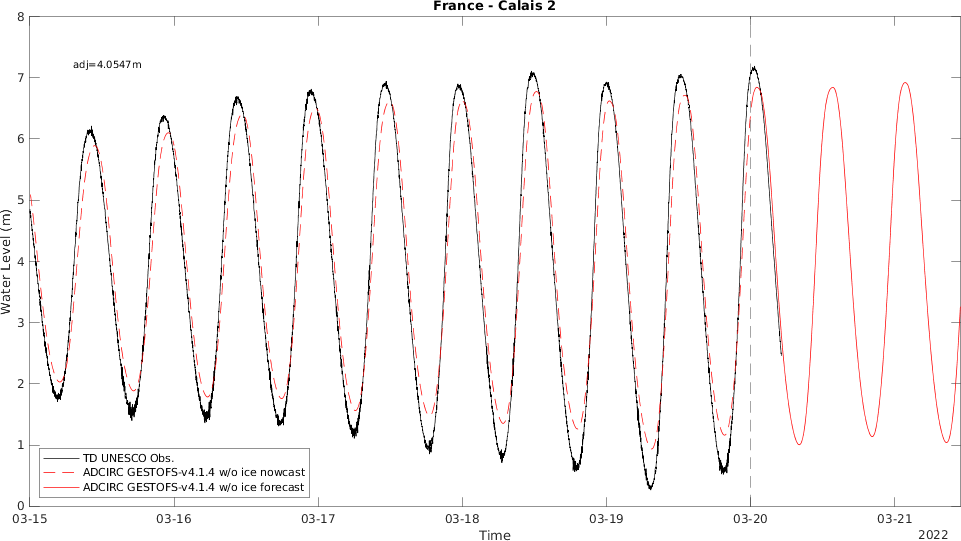 France - Calais 2
8
7
6
5
4
3
2
1
0
Water Level (m)
adj=4.0547m
TD UNESCO Obs.
ADCIRC GESTOFS-v4.1.4 w/o ice nowcast
ADCIRC GESTOFS-v4.1.4 w/o ice forecast
03-15 03-16 03-17 03-18 03-19 03-20 03-21
Time
2022